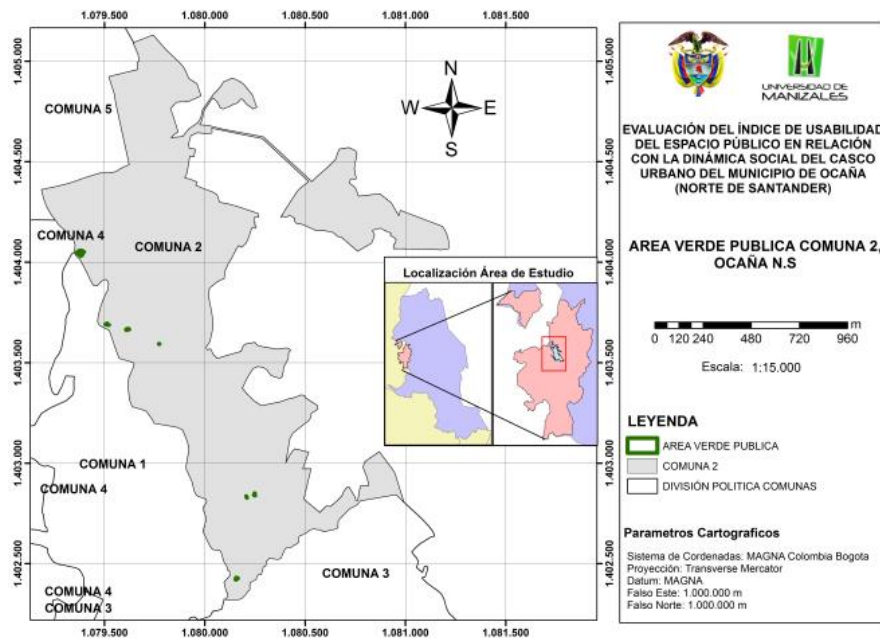 1.079.500 1.080.000 1.080.500 1.081.000 1.081.500
1.405.000
1.404.500
1.404.000
1.403.500
1.403.000
1.402.500
1.405.000
1.404.500
1.404.000
1.403.500
1.403.000
1.402.500
COMUNA 5
N
W E
S
COMUNA 4
COMUNA 2
Localización Área de Estudio
COMUNA 1
COMUNA 4
COMUNA 3
COMUNA 4
COMUNA 3
1.079.500 1.080.000 1.080.500 1.081.000 1.081.500
UNIVERSIDAD DE
MANIZALES
EVALUACIÓN DEL ÍNDICE DE USABILIDAD
DEL ESPACIO PÚBLICO EN RELACIÓN
CON LA DINÁMICA SOCIAL DEL CASCO
URBANO DEL MUNICIPIO DE OCAÑA
(NORTE DE SANTANDER)
AREA VERDE PUBLICA COMUNA 2,
OCAÑA N.S
m
0 120 240 480 720 960
Escala: 1:15.000
LEYENDA
AREA VERDE PUBLICA
COMUNA 2
DIVISIÓN POLITICA COMUNAS
Parametros Cartograficos
Sistema de Cordenadas: MAGNA Colombia Bogota
Proyección: Transverse Mercator
Datum: MAGNA
Falso Este: 1.000.000 m
Falso Norte: 1.000.000 m